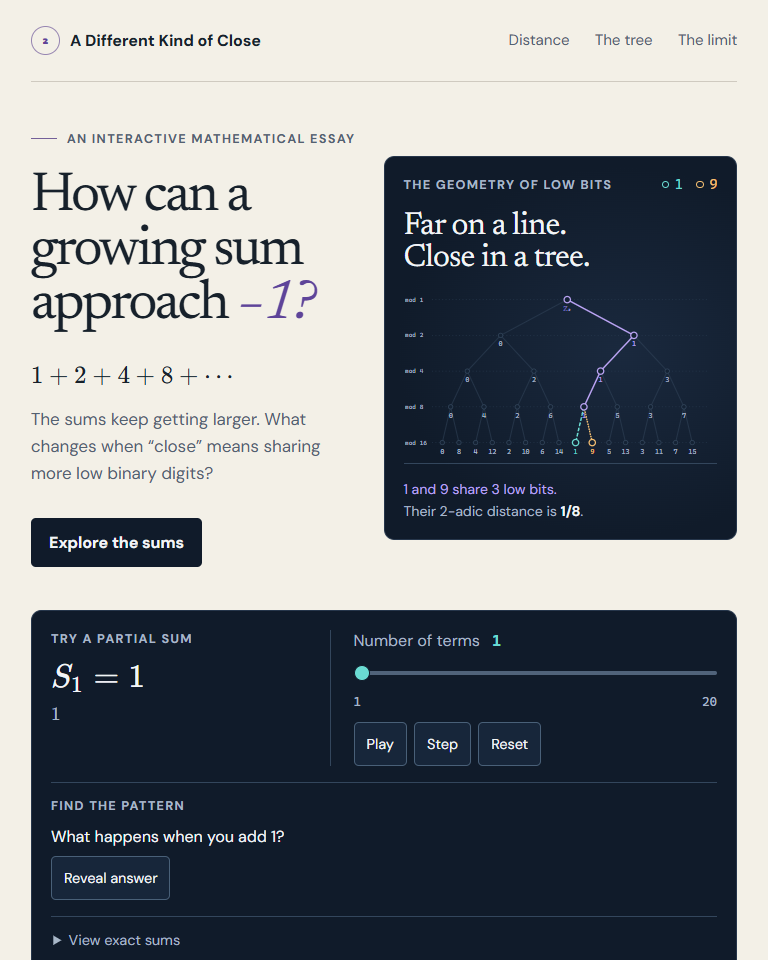 2 A Different Kind of Close
Distance The tree The limit
AN INTERACTIVE MATHEMATICAL ESSAY
How can a
growing sum
approach −1?
1 + 2 + 4 + 8 + · · ·
The sums keep getting larger. What
changes when “close” means sharing
more low binary digits?
Explore the sums
THE GEOMETRY OF LOW BITS 1 9
Far on a line.
Close in a tree.
mod 1
mod 2 0 1
mod 4 0 2 1 3
mod 8 0 4 2 6 5 3 7
mod 16 0 8 4 12 2 10 6 14 1 9 5 13 3 11 7 15
1 and 9 share 3 low bits.
Their 2-adic distance is 1/8.
TRY A PARTIAL SUM
S₁ = 1
1
Number of terms 1
1 20
Play Step Reset
FIND THE PATTERN
What happens when you add 1?
Reveal answer
▶ View exact sums